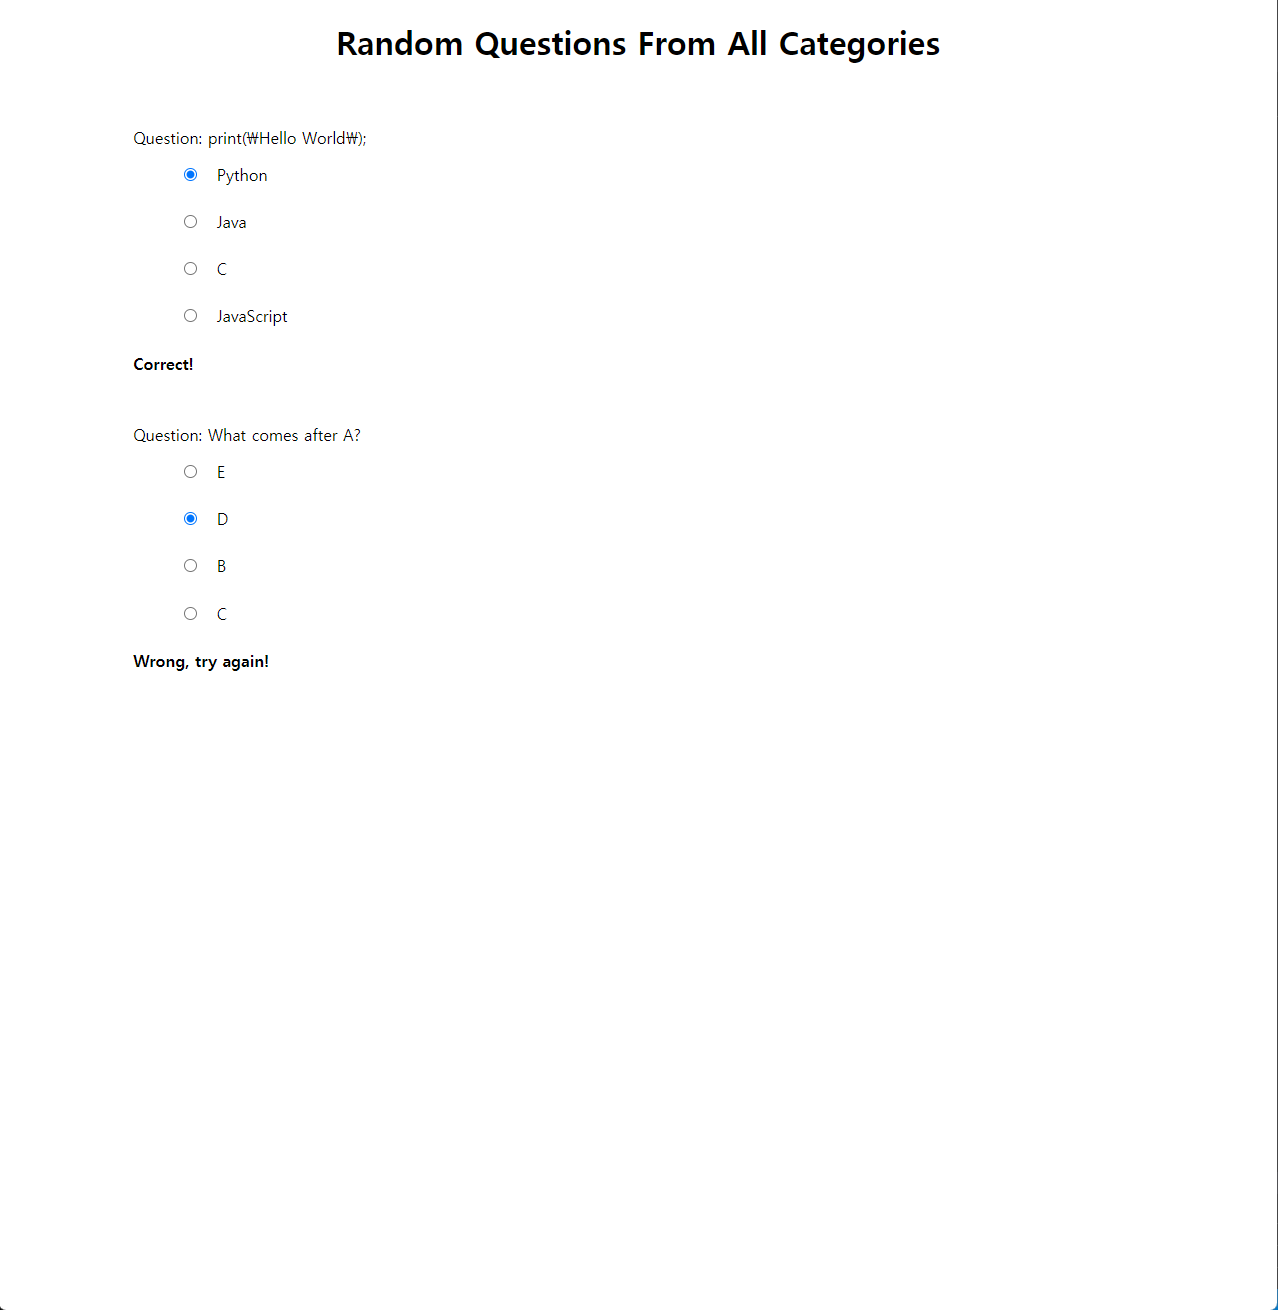 Random Questions From All Categories
Question: print(₩Hello World₩);
Python
Java
C
JavaScript
Correct!
Question: What comes after A?
E
D
B
C
Wrong, try again!